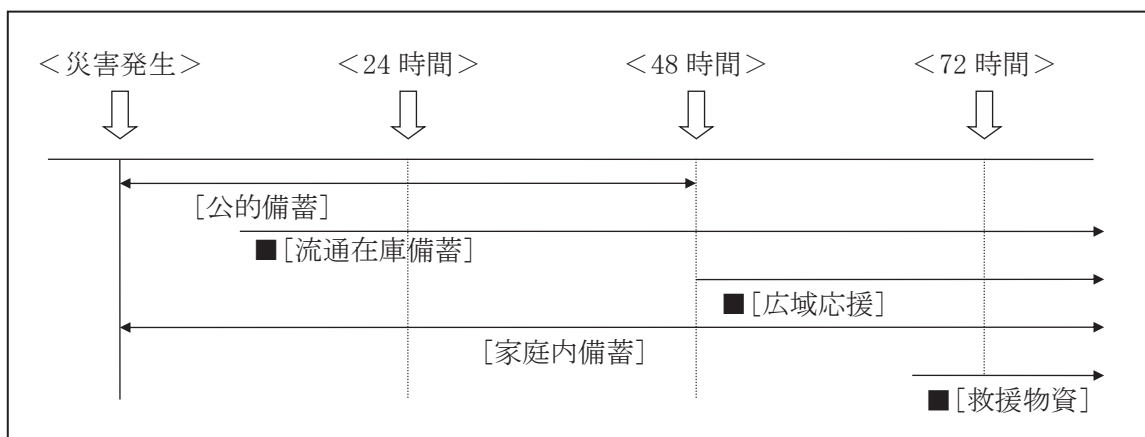 ＜災害発生＞ ＜24 時間＞ ＜48 時間＞ ＜72 時間＞
［公的備蓄］
■［流通在庫備蓄］
■［広域応援］
［家庭内備蓄］
■［救援物資］